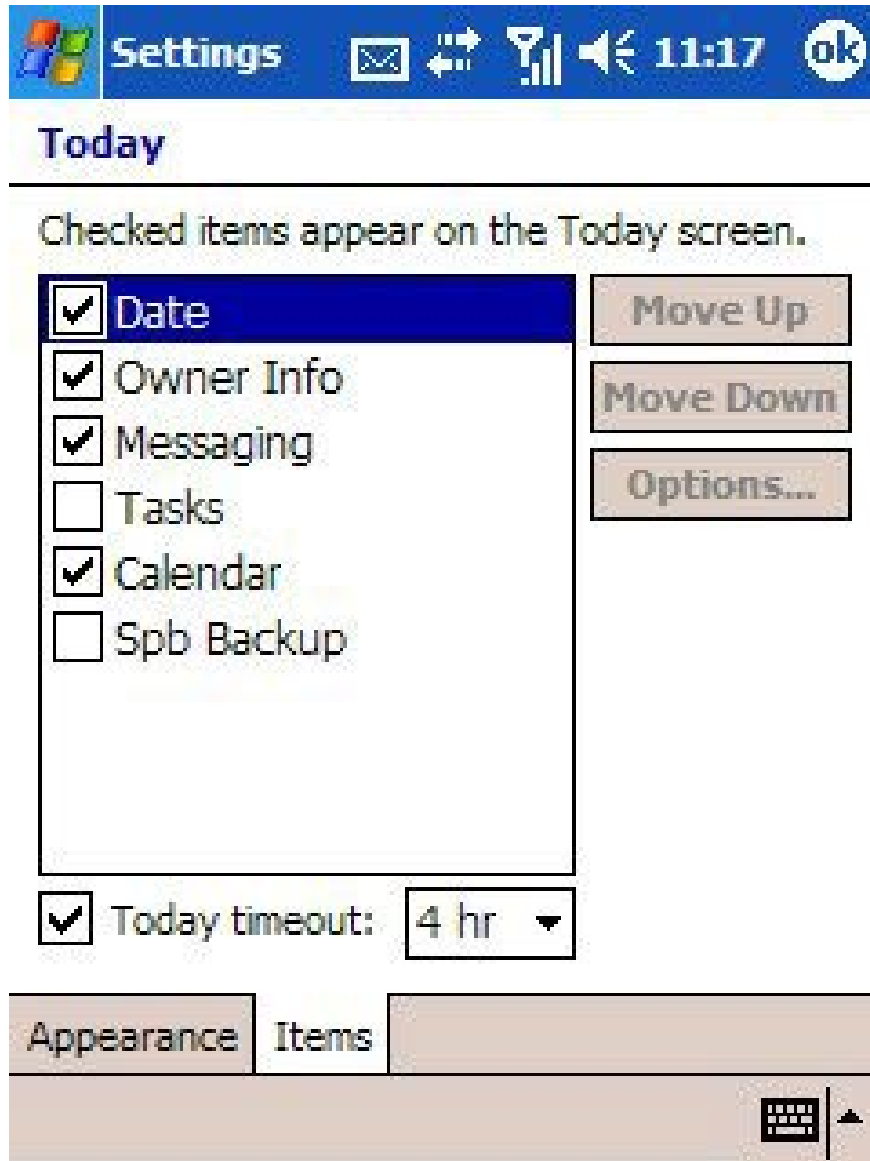 Settings 11:17 ok
Today
Checked items appear on the Today screen.
Date
Owner Info
Messaging
Tasks
Calendar
Spb Backup
Move Up
Move Down
Options...
Today timeout: 4 hr
Appearance Items